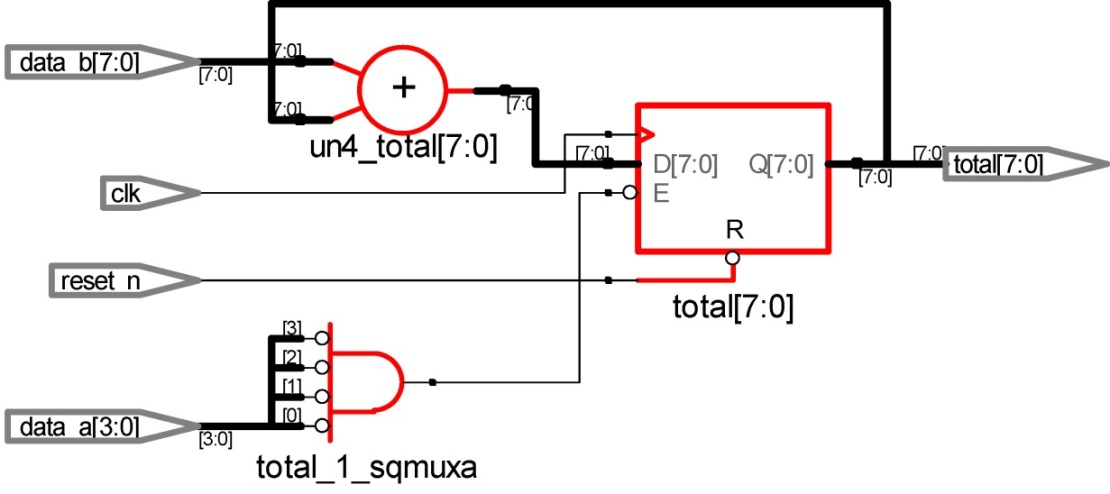 data_b[7:0]
[7:0]
7:0]
7:0]
+
[7:0
un4_total[7:0]
clk
[7:0]
D[7:0]
Q[7:0]
E
R
[7:0]
[7:0]
total[7:0]
reset_n
total[7:0]
[3]
[2]
[1]
[0]
data_a[3:0]
[3:0]
total_1_sqmuxa